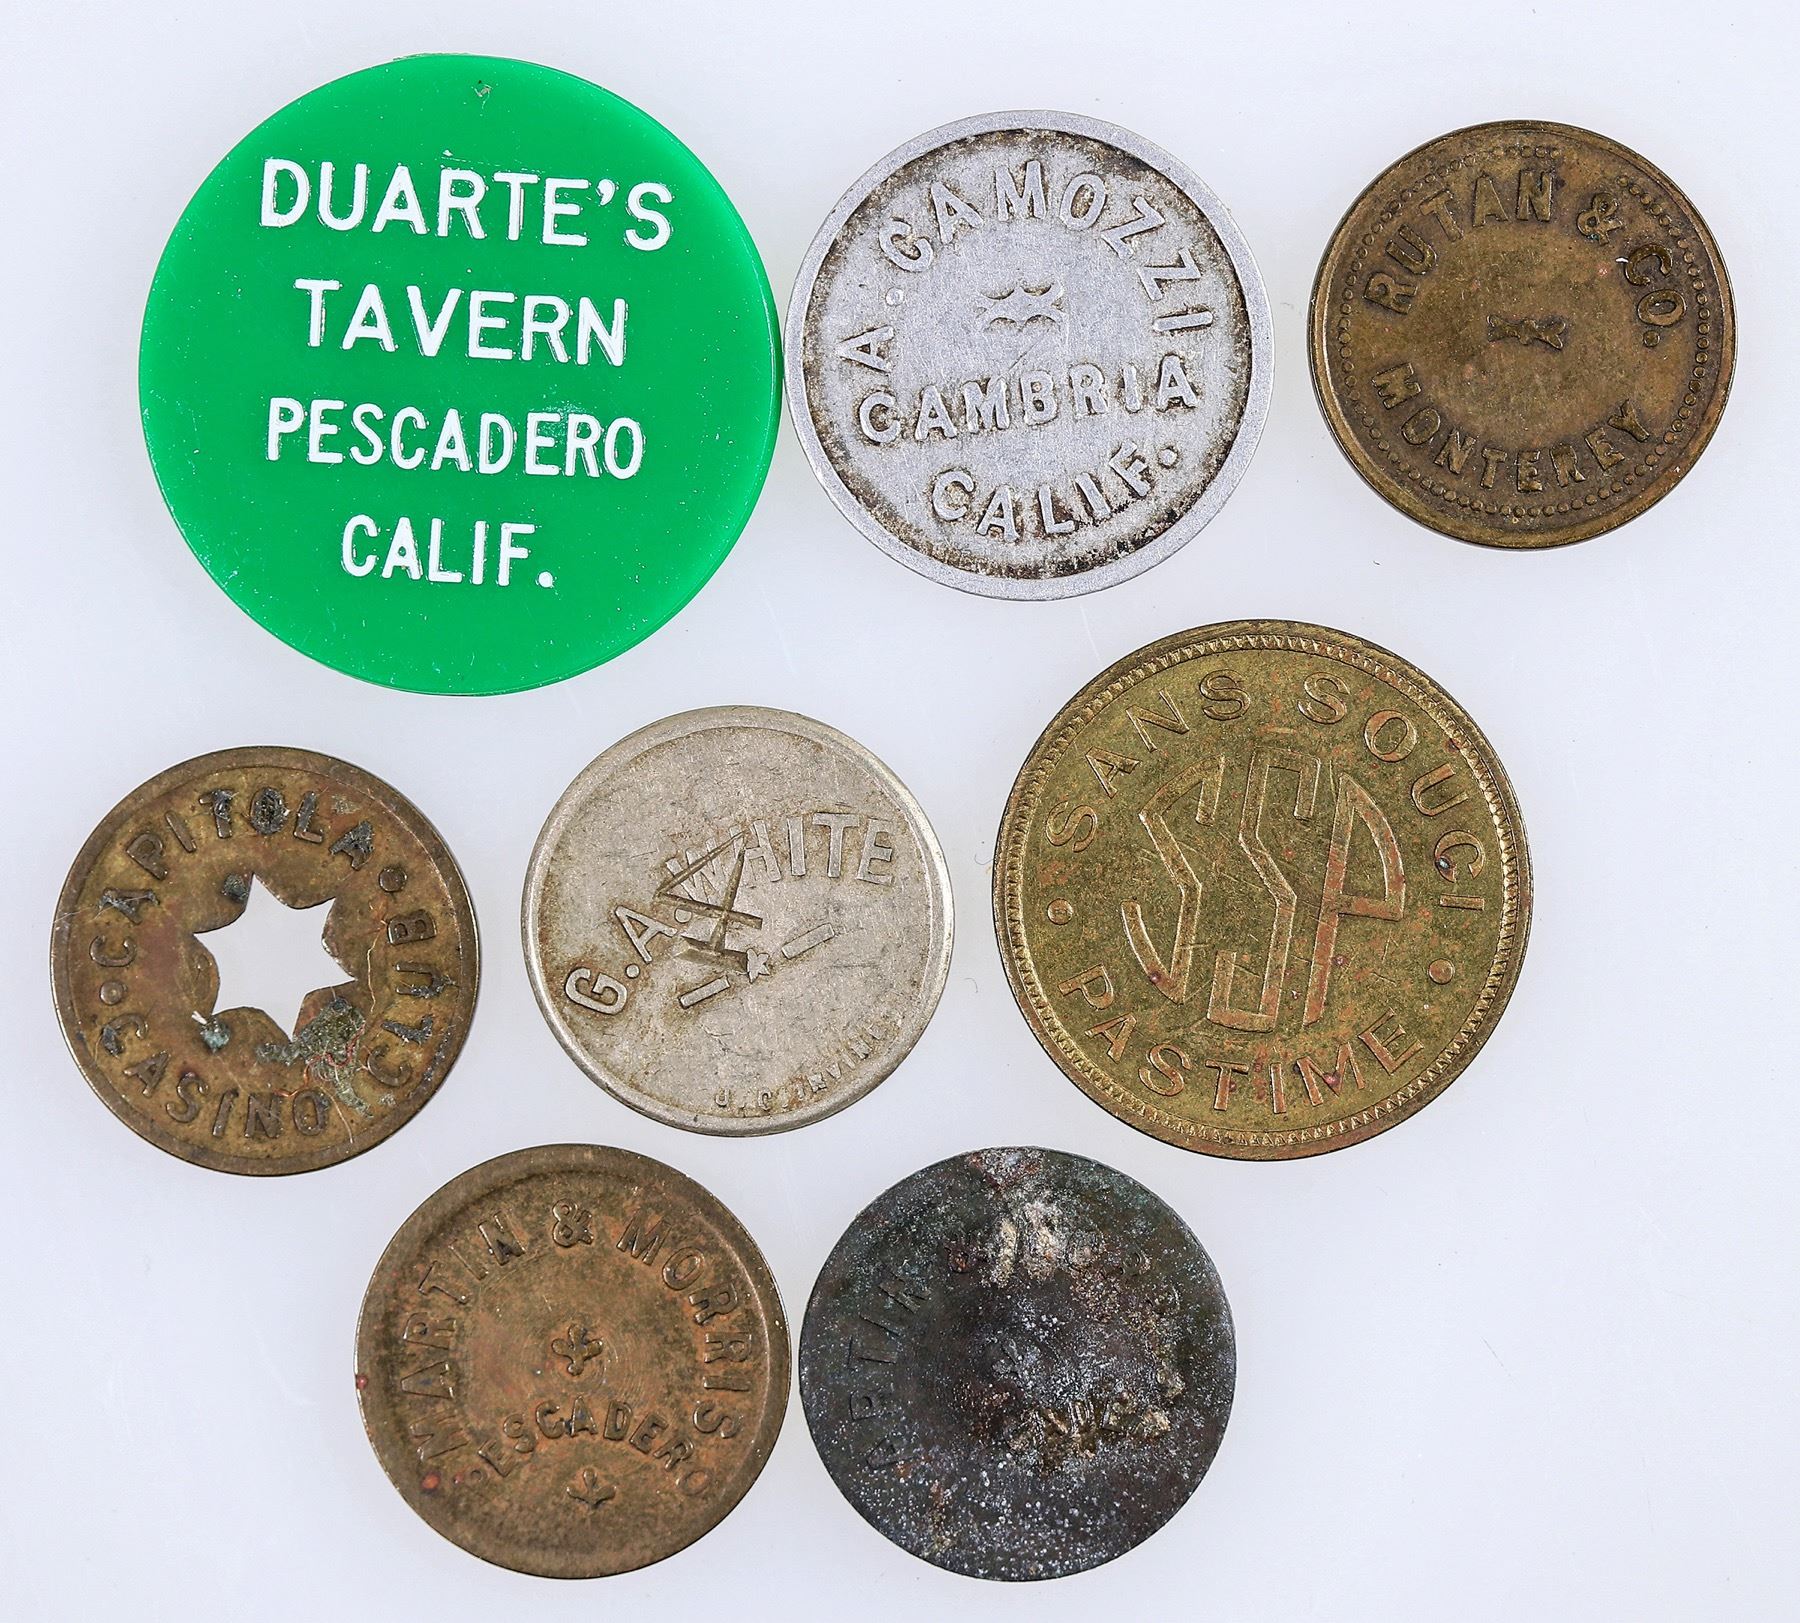 DUARTE'S
TAVERN
PESCADERO
CALIF.
A. CAMOZZI
CAMBRIA
CALIF.
RUTAN & CO.
MONTEREY
CAPITOLA · CLUB ·
CASINO ·
G.A. WHITE
· SANS SOUCI ·
SSP
PASTIME
MARTIN & MORRIS
PESCADERO